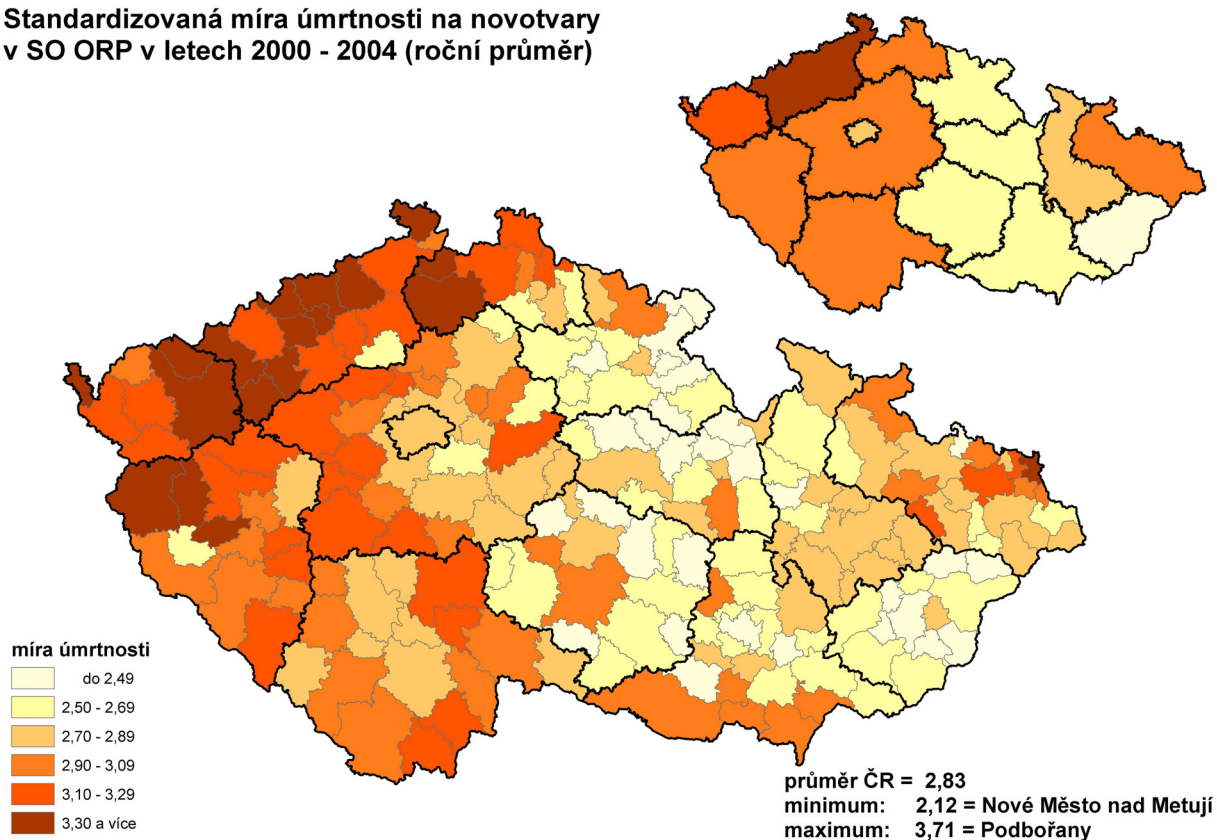 Standardizovaná míra úmrtnosti na novotvary
v SO ORP v letech 2000 - 2004 (roční průměr)
míra úmrtnosti
do 2,49
2,50 - 2,69
2,70 - 2,89
2,90 - 3,09
3,10 - 3,29
3,30 a více
průměr ČR = 2,83
minimum: 2,12 = Nové Město nad Metují
maximum: 3,71 = Podbořany